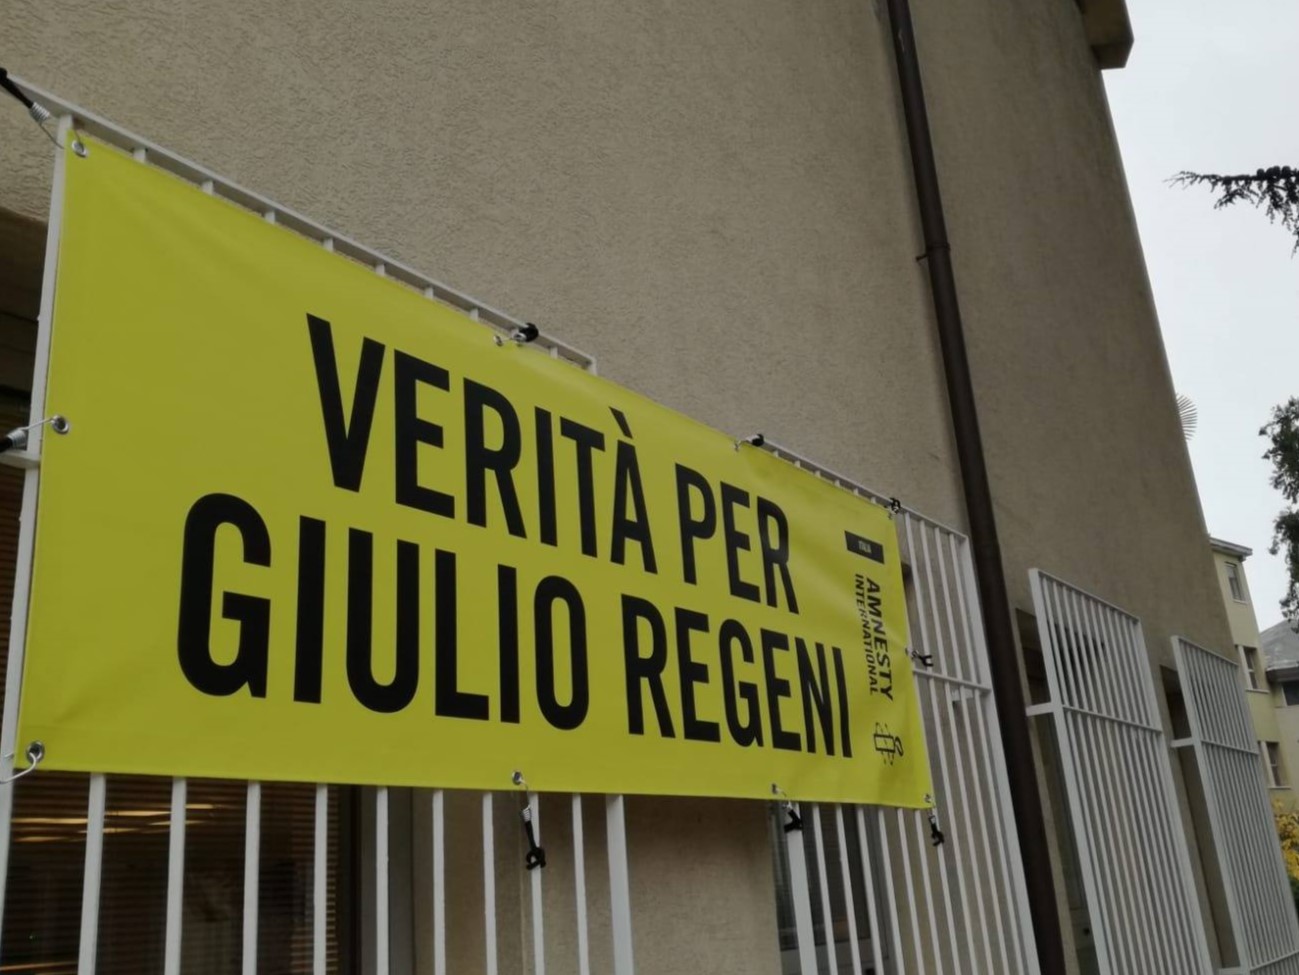 VERITÀ PER
GIULIO REGENI
ITALIA
AMNESTY
INTERNATIONAL